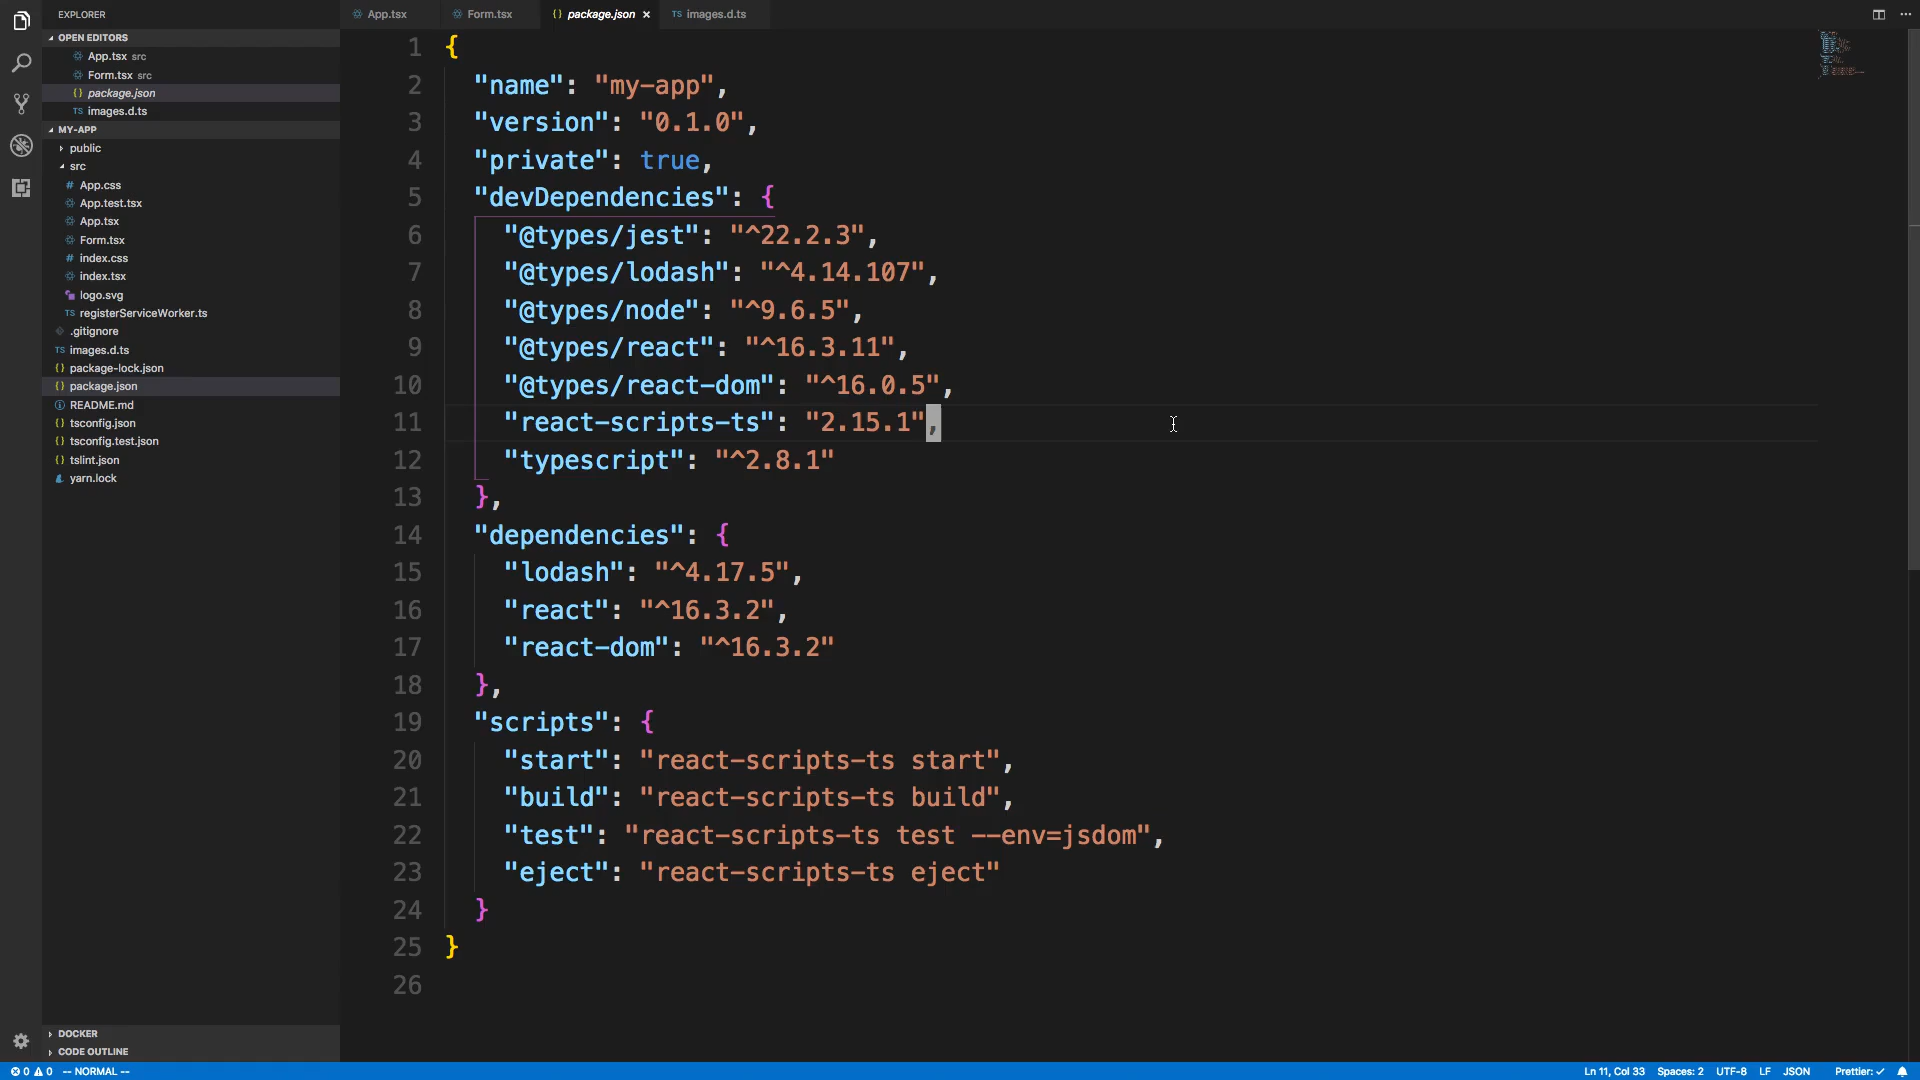 EXPLORER
OPEN EDITORS
App.tsx src
Form.tsx src
{} package.json
TS images.d.ts
MY-APP
public
src
# App.css
App.test.tsx
App.tsx
Form.tsx
# index.css
index.tsx
logo.svg
TS registerServiceWorker.ts
.gitignore
TS images.d.ts
{} package-lock.json
{} package.json
README.md
{} tsconfig.json
{} tsconfig.test.json
{} tslint.json
yarn.lock
DOCKER
CODE OUTLINE
App.tsx Form.tsx {} package.json × TS images.d.ts
1 {
2 "name": "my-app",
3 "version": "0.1.0",
4 "private": true,
5 "devDependencies": {
6 "@types/jest": "^22.2.3",
7 "@types/lodash": "^4.14.107",
8 "@types/node": "^9.6.5",
9 "@types/react": "^16.3.11",
10 "@types/react-dom": "^16.0.5",
11 "react-scripts-ts": "2.15.1",
12 "typescript": "^2.8.1"
13 },
14 "dependencies": {
15 "lodash": "^4.17.5",
16 "react": "^16.3.2",
17 "react-dom": "^16.3.2"
18 },
19 "scripts": {
20 "start": "react-scripts-ts start",
21 "build": "react-scripts-ts build",
22 "test": "react-scripts-ts test --env=jsdom",
23 "eject": "react-scripts-ts eject"
24 }
25 }
26
0 0 -- NORMAL -- Ln 11, Col 33 Spaces: 2 UTF-8 LF JSON Prettier: ✓